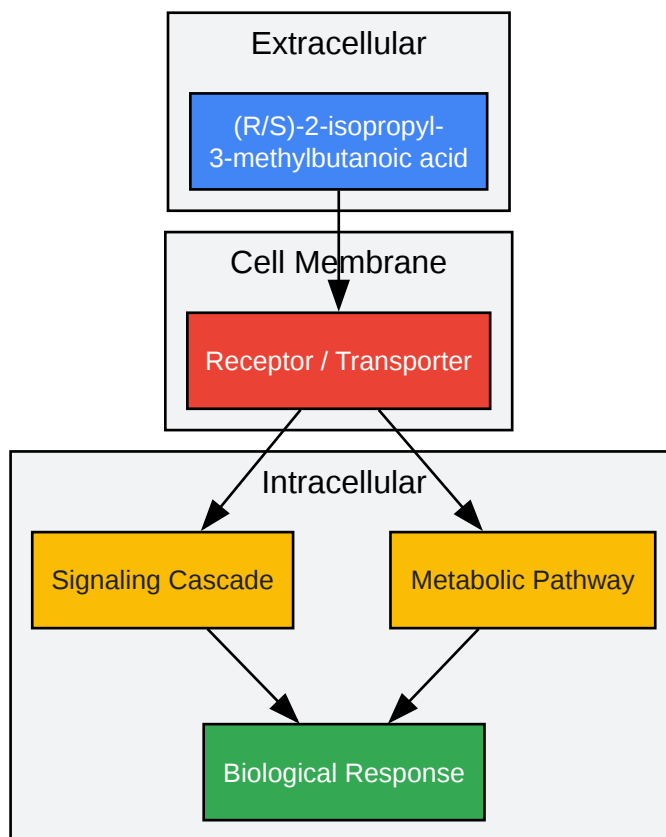 Extracellular
(R/S)-2-isopropyl-
3-methylbutanoic acid
Cell Membrane
Receptor / Transporter
Intracellular
Signaling Cascade
Metabolic Pathway
Biological Response